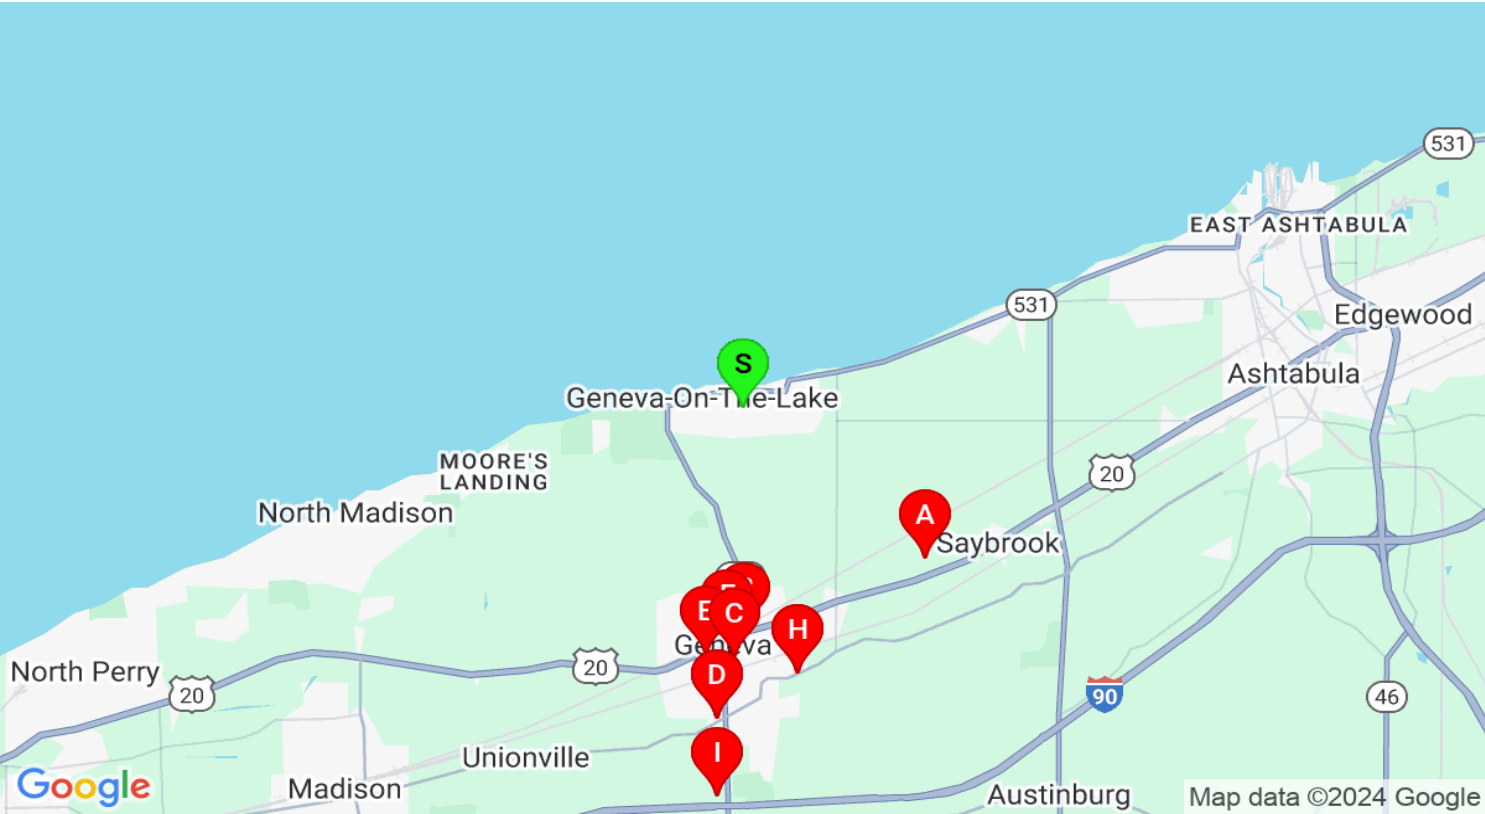 531
EAST ASHTABULA
531
Edgewood
S
Ashtabula
Geneva-On-The-Lake
MOORE'S
LANDING
20
North Madison
A
Saybrook
E
C
H
Geneva
20
D
North Perry
20
90
46
I
Unionville
Google
Madison
Austinburg
Map data ©2024 Google